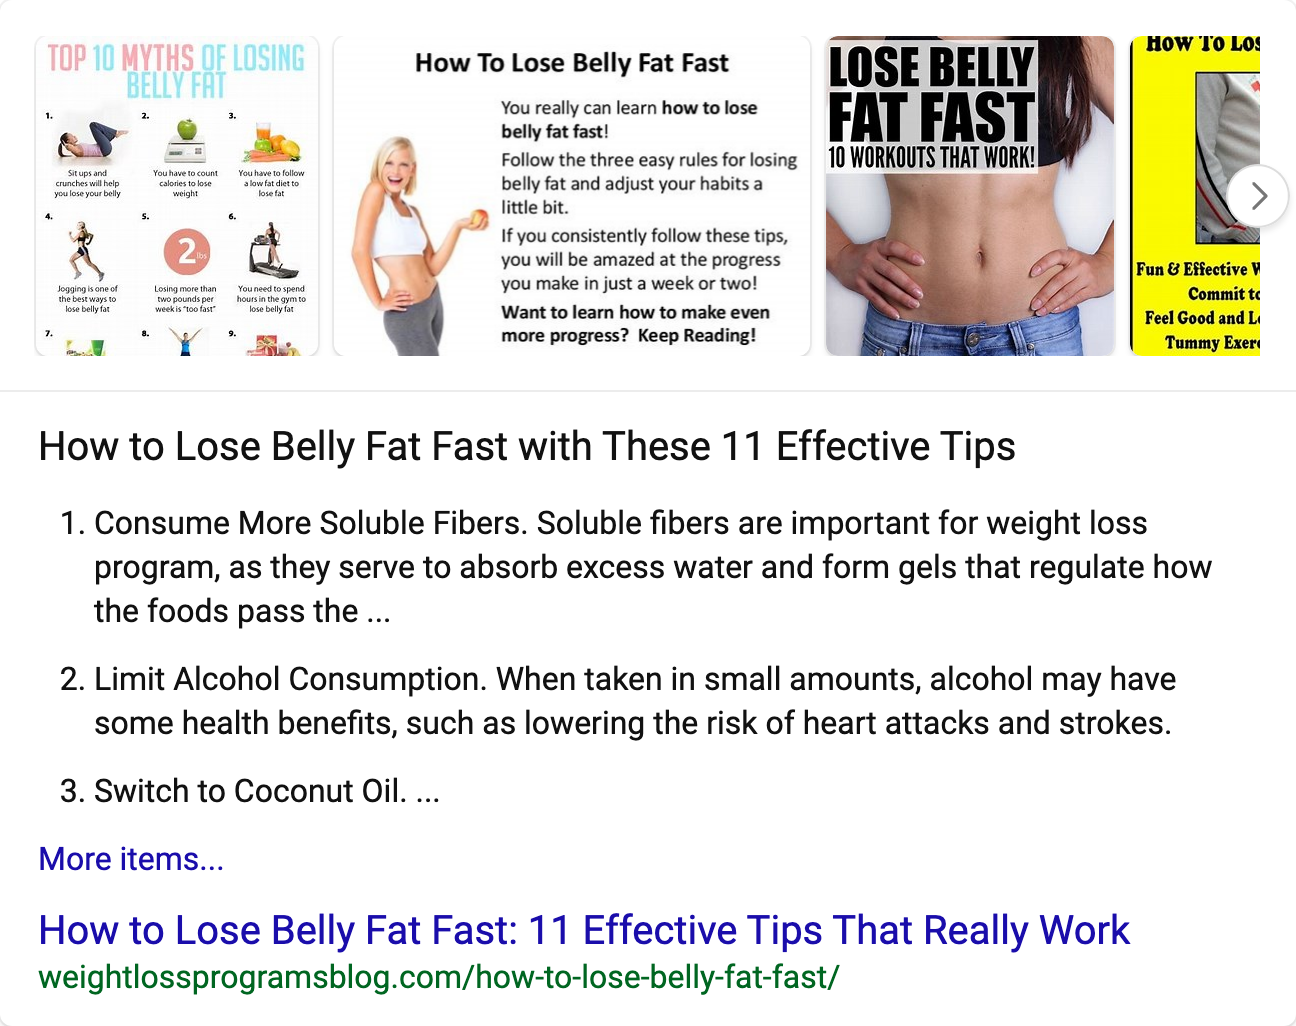 TOP 10 MYTHS OF LOSING
BELLY FAT
1.
Sit ups and
crunches will help
you lose your belly
2.
You have to count
calories to lose
weight
3.
You have to follow
a low fat diet to
lose fat
4.
Jogging is one of
the best ways to
lose belly fat
5.
2 lbs
Losing more than
two pounds per
week is "too fast"
6.
You need to spend
hours in the gym to
lose belly fat
7.
8.
9.
How To Lose Belly Fat Fast
You really can learn how to lose
belly fat fast!
Follow the three easy rules for losing
belly fat and adjust your habits a
little bit.
If you consistently follow these tips,
you will be amazed at the progress
you make in just a week or two!
Want to learn how to make even
more progress? Keep Reading!
LOSE BELLY
FAT FAST
10 WORKOUTS THAT WORK!
How To Los
Fun & Effective W
Commit to
Feel Good and L
Tummy Exerc
How to Lose Belly Fat Fast with These 11 Effective Tips
1. Consume More Soluble Fibers. Soluble fibers are important for weight loss
program, as they serve to absorb excess water and form gels that regulate how
the foods pass the ...
2. Limit Alcohol Consumption. When taken in small amounts, alcohol may have
some health benefits, such as lowering the risk of heart attacks and strokes.
3. Switch to Coconut Oil. ...
More items...
How to Lose Belly Fat Fast: 11 Effective Tips That Really Work
weightlossprogramsblog.com/how-to-lose-belly-fat-fast/